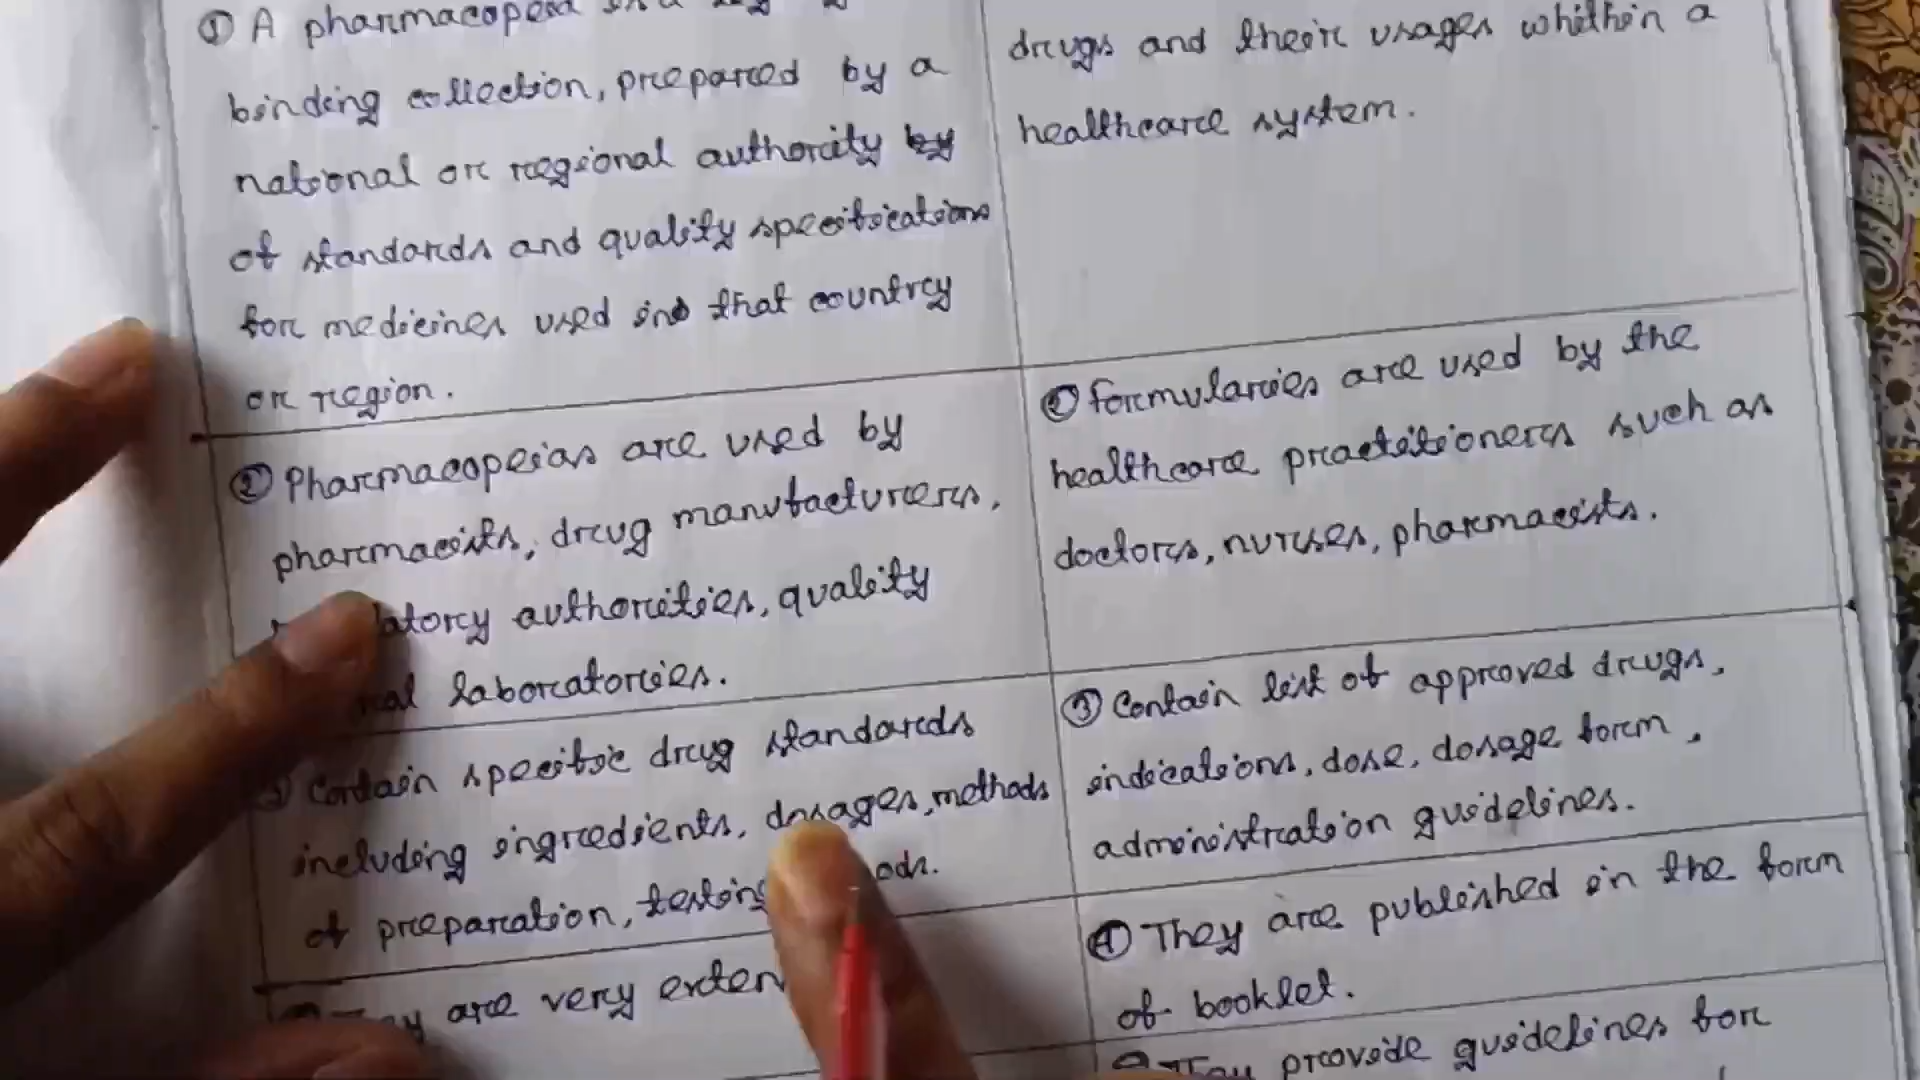 ① A pharmacopeia
binding collection, prepared by a
national or regional authority by
of standards and quality specifications
for medicines used in that country
or region.
drugs and their usages whithin a
healthcare system.
② Pharmacopeias are used by
pharmacists, drug manufacturers,
authorities, quality
laboratories.
② Formularies are used by the
healthcare practitioners such as
doctors, nurses, pharmacists.
Contain specific drug standards
including ingredients, dosages, methods
of preparation, testing
③ Contain list of approved drugs,
indications, dose, dosage form,
administration guidelines.
are very
④ They are published in the form
of booklet.
They provide guidelines for